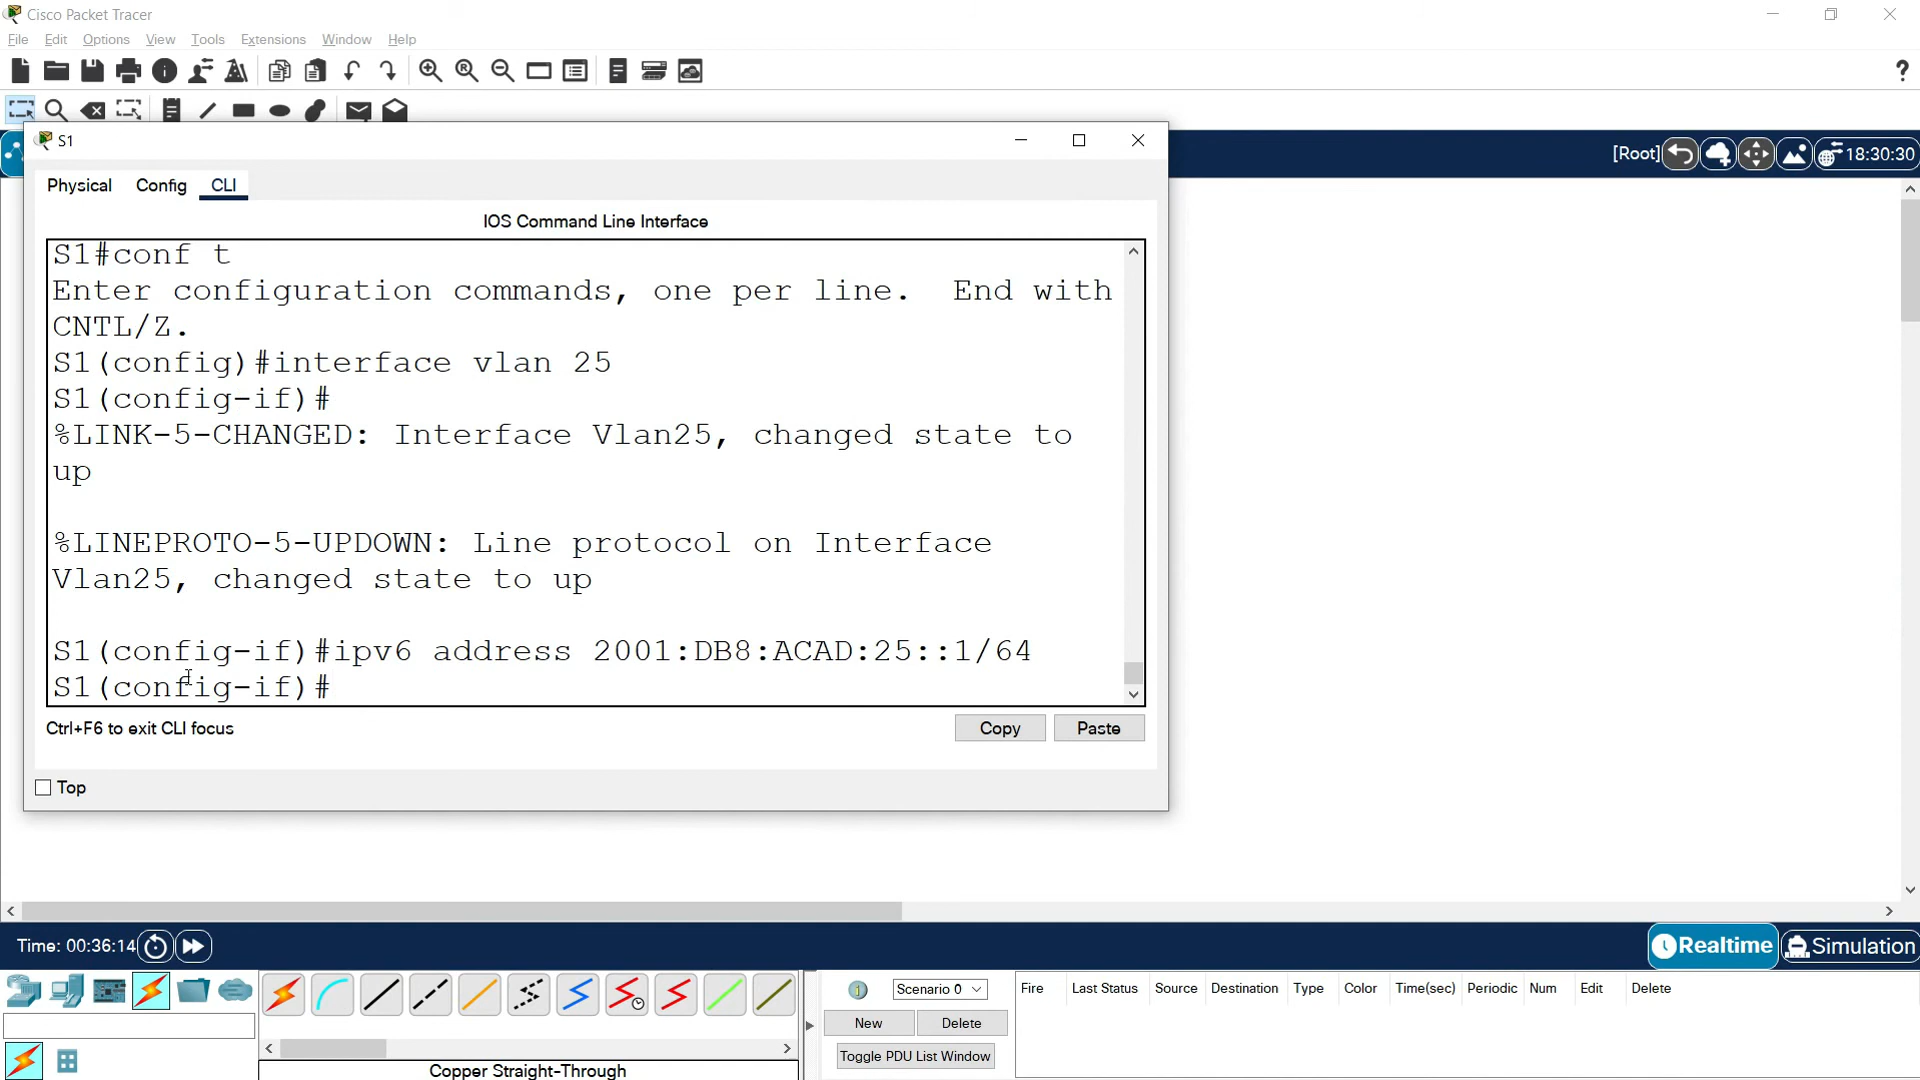 Cisco Packet Tracer
File Edit Options View Tools Extensions Window Help
?
S1
[Root] 18:30:30
Physical Config CLI
IOS Command Line Interface
S1#conf t
Enter configuration commands, one per line.  End with
CNTL/Z.
S1(config)#interface vlan 25
S1(config-if)#
%LINK-5-CHANGED: Interface Vlan25, changed state to
up
%LINEPROTO-5-UPDOWN: Line protocol on Interface
Vlan25, changed state to up
S1(config-if)#ipv6 address 2001:DB8:ACAD:25::1/64
S1(config-if)#
Ctrl+F6 to exit CLI focus
Copy Paste
Top
Time: 00:36:14
Realtime Simulation
Scenario 0
Fire Last Status Source Destination Type Color Time(sec) Periodic Num Edit Delete
New Delete
Toggle PDU List Window
Copper Straight-Through